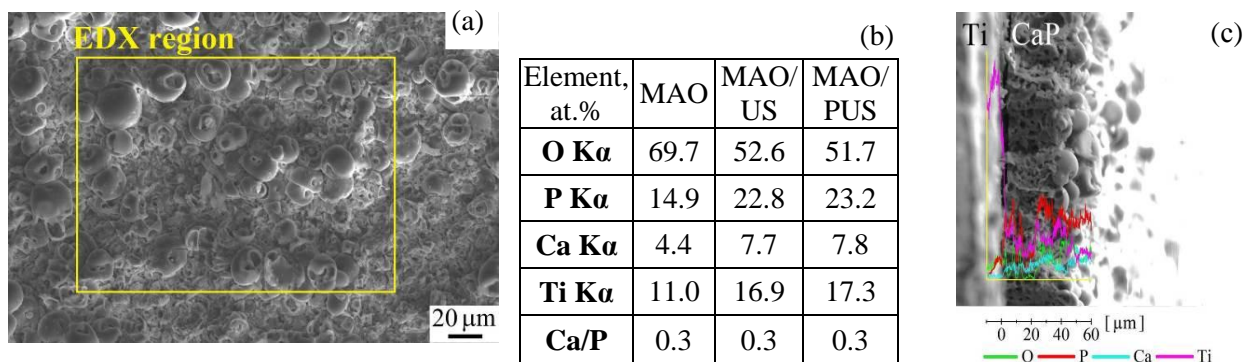 (a)
EDX region
20 μm
(b)
Element, at.% MAO MAO/US MAO/PUS
O Kα 69.7 52.6 51.7
P Kα 14.9 22.8 23.2
Ca Kα 4.4 7.7 7.8
Ti Kα 11.0 16.9 17.3
Ca/P 0.3 0.3 0.3
(c)
Ti CaP
0 20 40 60 [μm]
O P Ca Ti